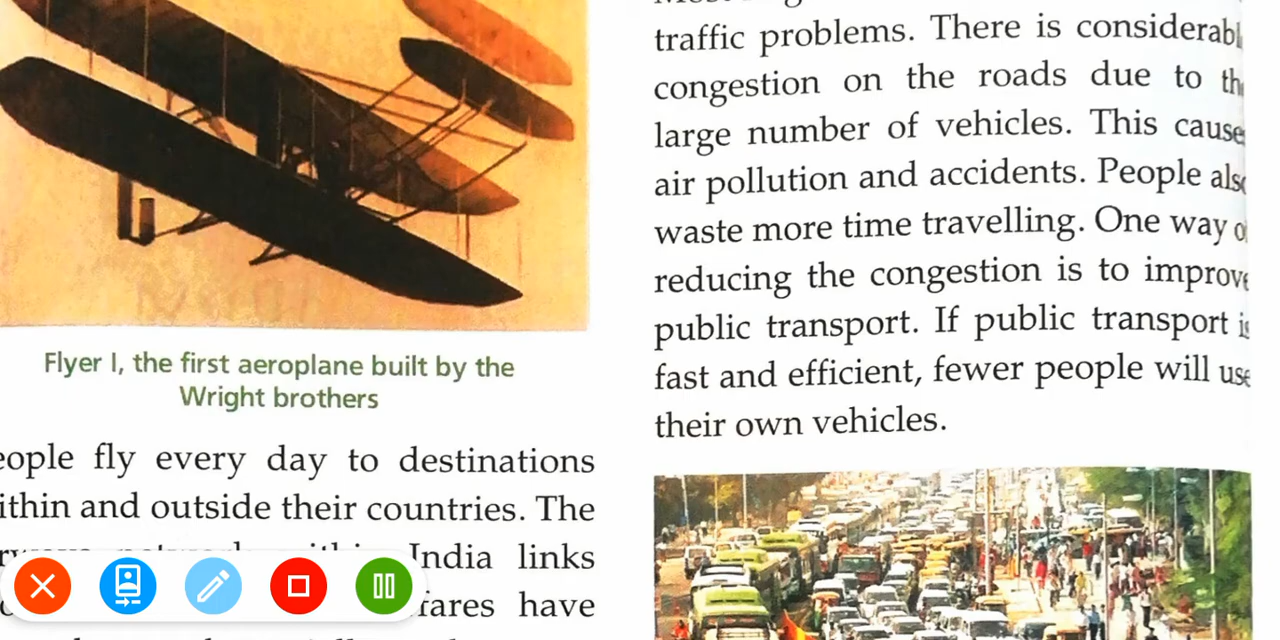 Flyer I, the first aeroplane built by the
Wright brothers
fly every day to destinations
and outside their countries. The
India links
fares have
traffic problems. There is
congestion on the roads due to
large number of vehicles. This
air pollution and accidents. People
waste more time travelling. One way
reducing the congestion is to
public transport. If public transport
fast and efficient, fewer people will
their own vehicles.